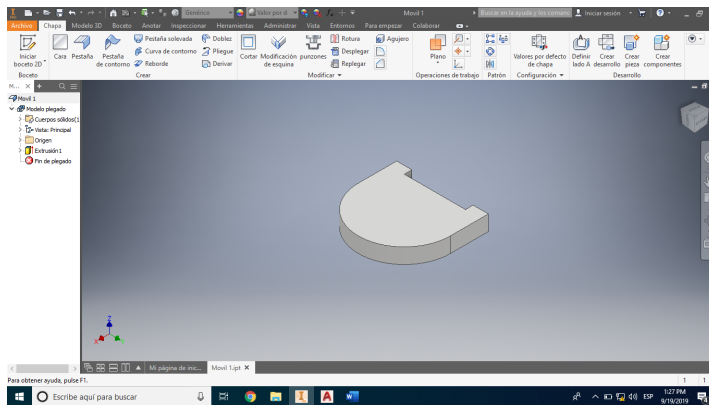 Genérico Valor por d Movil 1 Buscar en la ayuda y los comanc Iniciar sesión
Archivo Chapa Modelo 3D Boceto Anotar Inspeccionar Herramientas Administrar Vista Entornos Para empezar Colaborar
Iniciar boceto 2D
Cara
Pestaña
Pestaña de contorno
Pestaña solevada
Curva de contorno
Reborde
Doblez
Pliegue
Derivar
Cortar
Modificación de esquina
punzones
Rotura
Desplegar
Replegar
Agujero
Plano
Valores por defecto de chapa
Definir lado A
Crear desarrollo
Crear pieza
Crear componentes
Boceto Crear Modificar Operaciones de trabajo Patrón Configuración Desarrollo
M... X +
Movil 1
Modelo plegado
Cuerpos sólidos(1
Vista: Principal
Origen
Extrusión1
Fin de plegado
Z
X
Mi página de inic... Movil 1.ipt X
Para obtener ayuda, pulse F1. 1 1
Escribe aquí para buscar
ESP
1:27 PM
9/19/2019